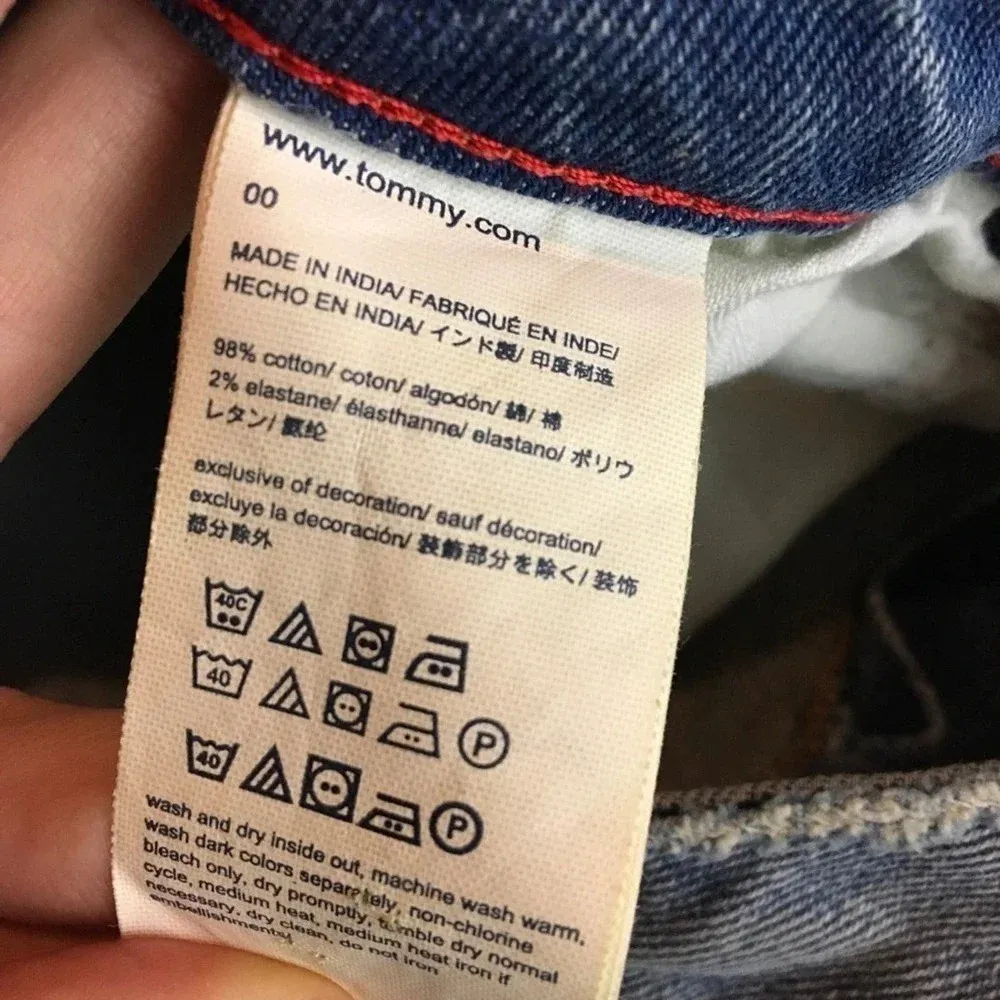 www.tommy.com
00
MADE IN INDIA/ FABRIQUÉ EN INDE/
HECHO EN INDIA/ インド製/ 印度制造
98% cotton/ coton/ algodón/ 綿/ 棉
2% elastane/ élasthanne/ elastano/ ポリウ
レタン/ 氨纶
exclusive of decoration/ sauf décoration/
excluye la decoración/ 装飾部分を除く/ 装饰
部分除外
40C
40
P
40
P
wash and dry inside out, machine wash warm,
wash dark colors separately, non-chlorine
bleach only, dry promptly, tumble dry normal
cycle, medium heat, medium heat iron if
necessary, dry clean, do not iron
embellishments/